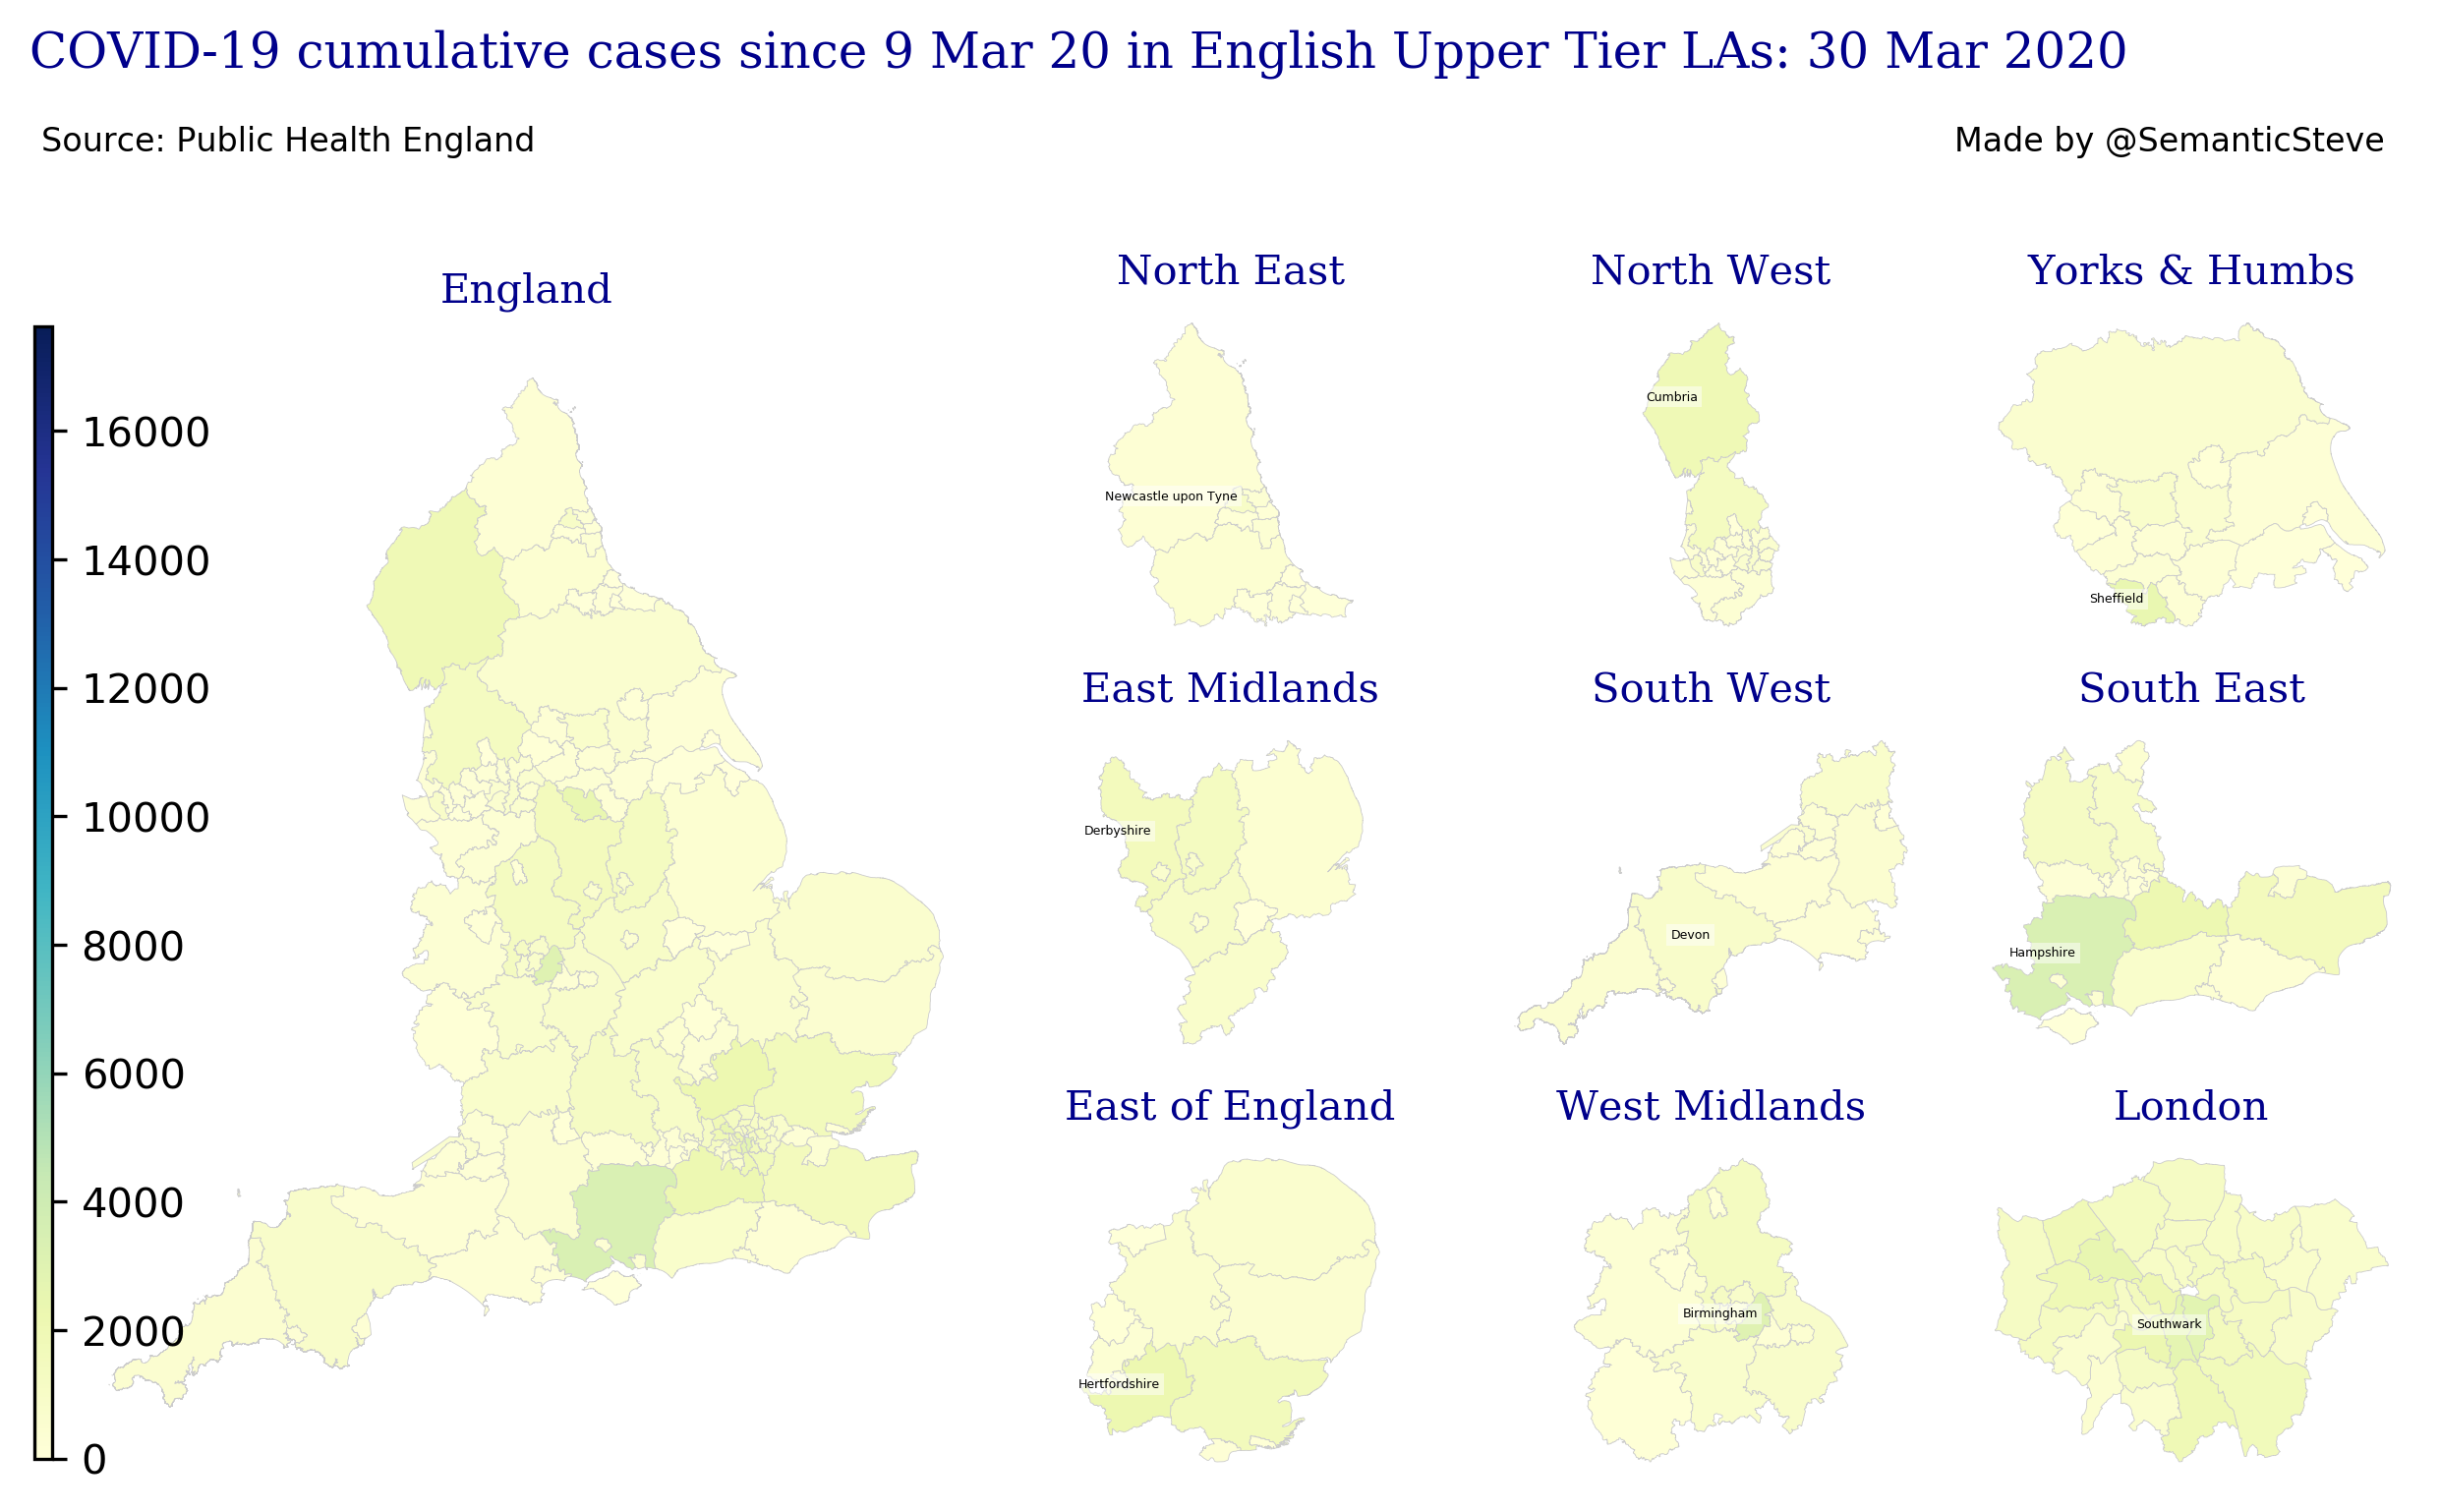 COVID-19 cumulative cases since 9 Mar 20 in English Upper Tier LAs: 30 Mar 2020
Source: Public Health England
Made by @SemanticSteve
England
North East
North West
Yorks & Humbs
16000
14000
12000
10000
8000
6000
4000
2000
0
Cumbria
Newcastle upon Tyne
Sheffield
East Midlands
South West
South East
Derbyshire
Devon
Hampshire
East of England
West Midlands
London
Birmingham
Southwark
Hertfordshire